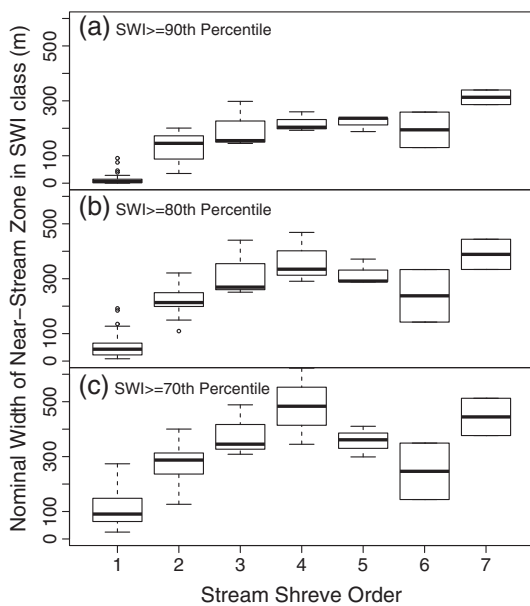 Nominal Width of Near−Stream Zone in SWI class (m)
(a) SWI>=90th Percentile
500
300
100
0
(b) SWI>=80th Percentile
500
300
100
0
(c) SWI>=70th Percentile
500
300
100
0
1 2 3 4 5 6 7
Stream Shreve Order